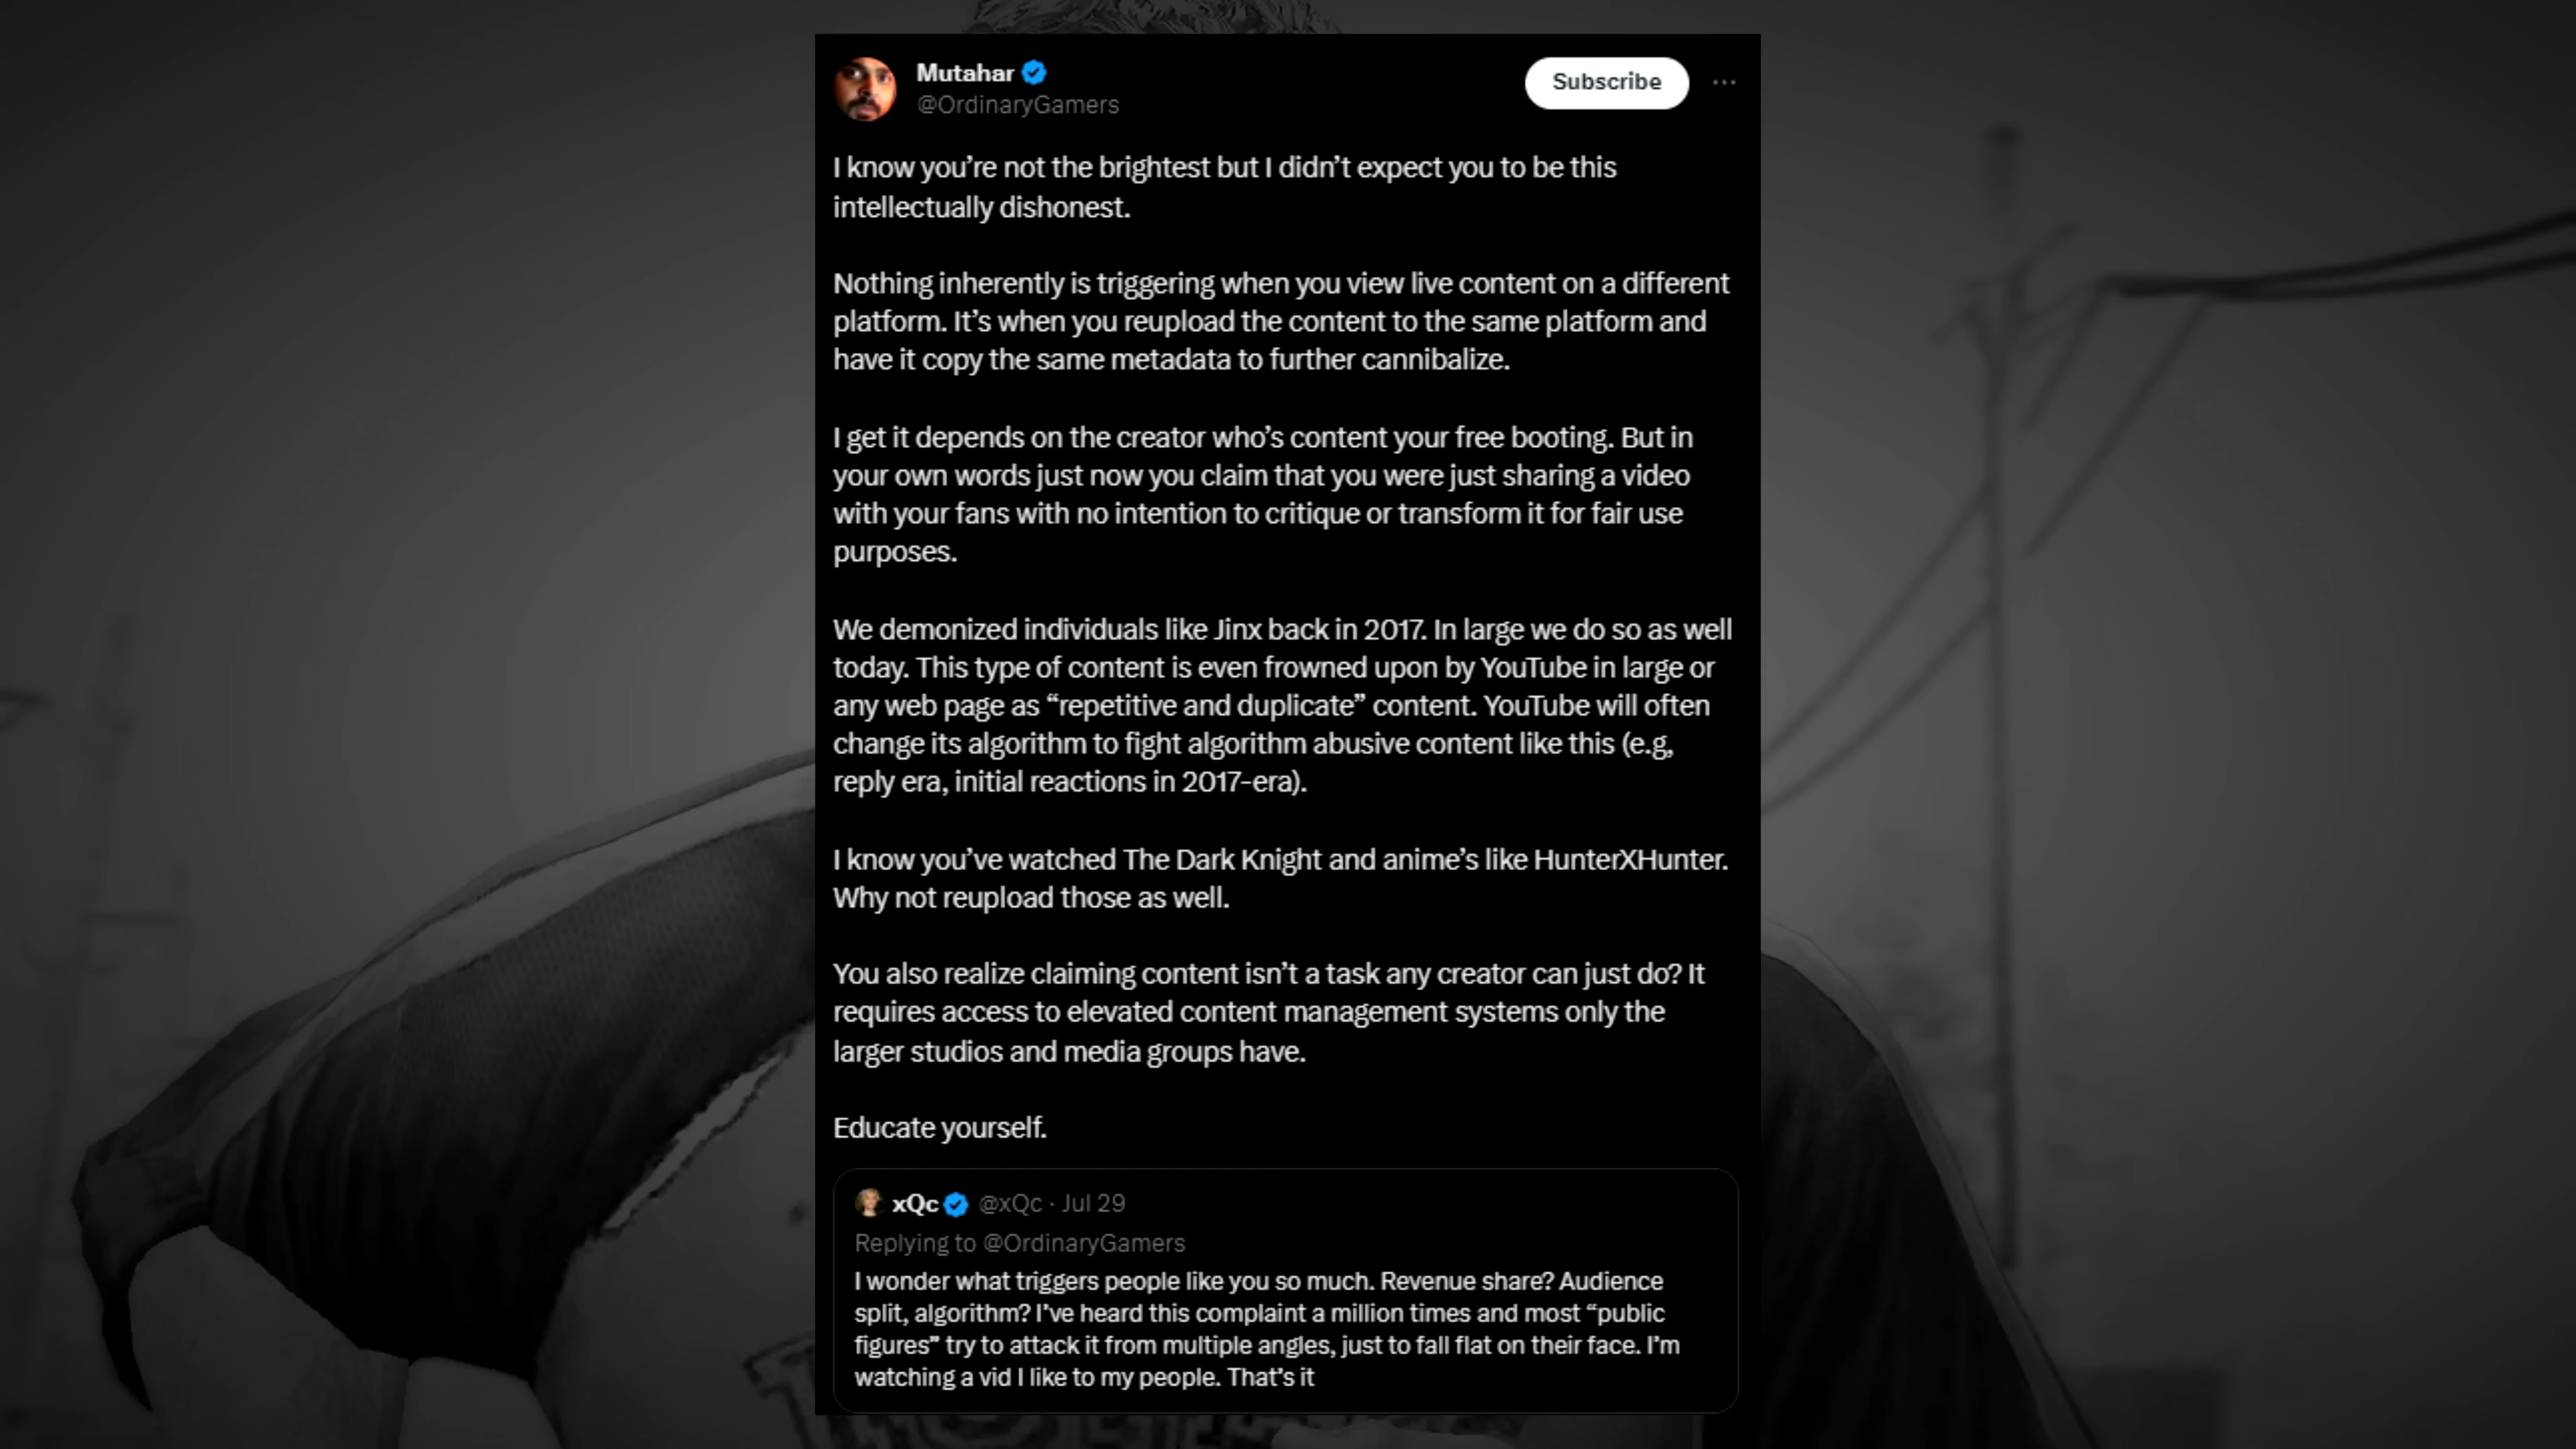 Mutahar
@OrdinaryGamers
Subscribe
I know you’re not the brightest but I didn’t expect you to be this
intellectually dishonest.
Nothing inherently is triggering when you view live content on a different
platform. It’s when you reupload the content to the same platform and
have it copy the same metadata to further cannibalize.
I get it depends on the creator who’s content your free booting. But in
your own words just now you claim that you were just sharing a video
with your fans with no intention to critique or transform it for fair use
purposes.
We demonized individuals like Jinx back in 2017. In large we do so as well
today. This type of content is even frowned upon by YouTube in large or
any web page as “repetitive and duplicate” content. YouTube will often
change its algorithm to fight algorithm abusive content like this (e.g,
reply era, initial reactions in 2017-era).
I know you’ve watched The Dark Knight and anime’s like HunterXHunter.
Why not reupload those as well.
You also realize claiming content isn’t a task any creator can just do? It
requires access to elevated content management systems only the
larger studios and media groups have.
Educate yourself.
xQc @xQc · Jul 29
Replying to @OrdinaryGamers
I wonder what triggers people like you so much. Revenue share? Audience
split, algorithm? I’ve heard this complaint a million times and most “public
figures” try to attack it from multiple angles, just to fall flat on their face. I’m
watching a vid I like to my people. That’s it